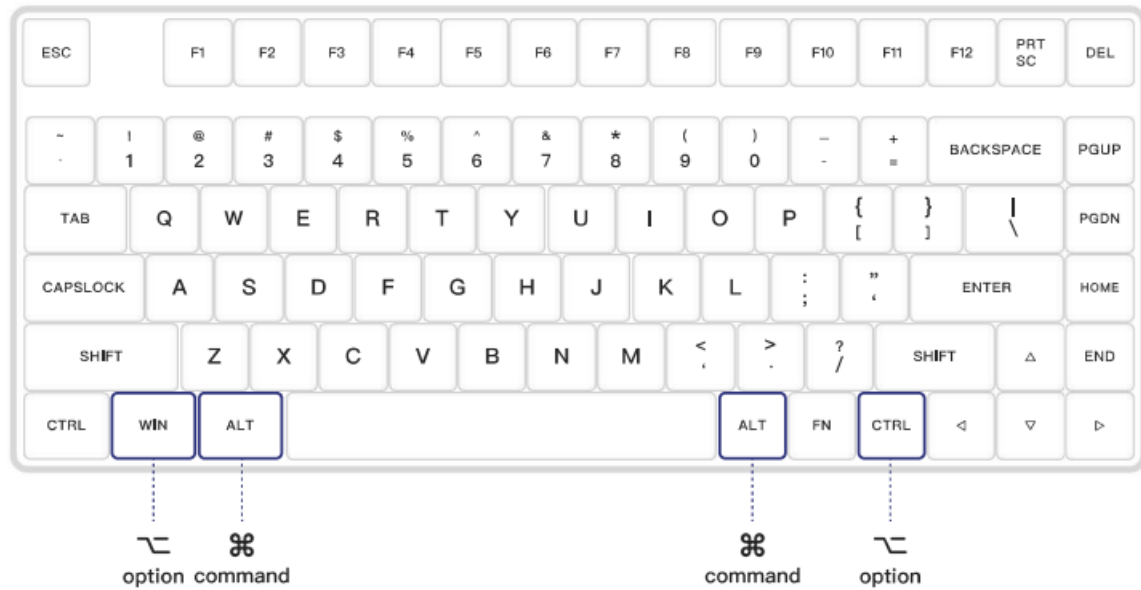 ESC F1 F2 F3 F4 F5 F6 F7 F8 F9 F10 F11 F12 PRT SC DEL
~ ! @ # $ % ^ & * ( ) — +
· 1 2 3 4 5 6 7 8 9 0 - = BACKSPACE PGUP
TAB Q W E R T Y U I O P { [ } ] | \ PGDN
CAPSLOCK A S D F G H J K L : ; ” ‘ ENTER HOME
SHIFT Z X C V B N M < ‘ > · ? / SHIFT △ END
CTRL WIN ALT ALT FN CTRL ◁ ▽ ▷
⌥ ⌘ ⌘ ⌥
option command command option